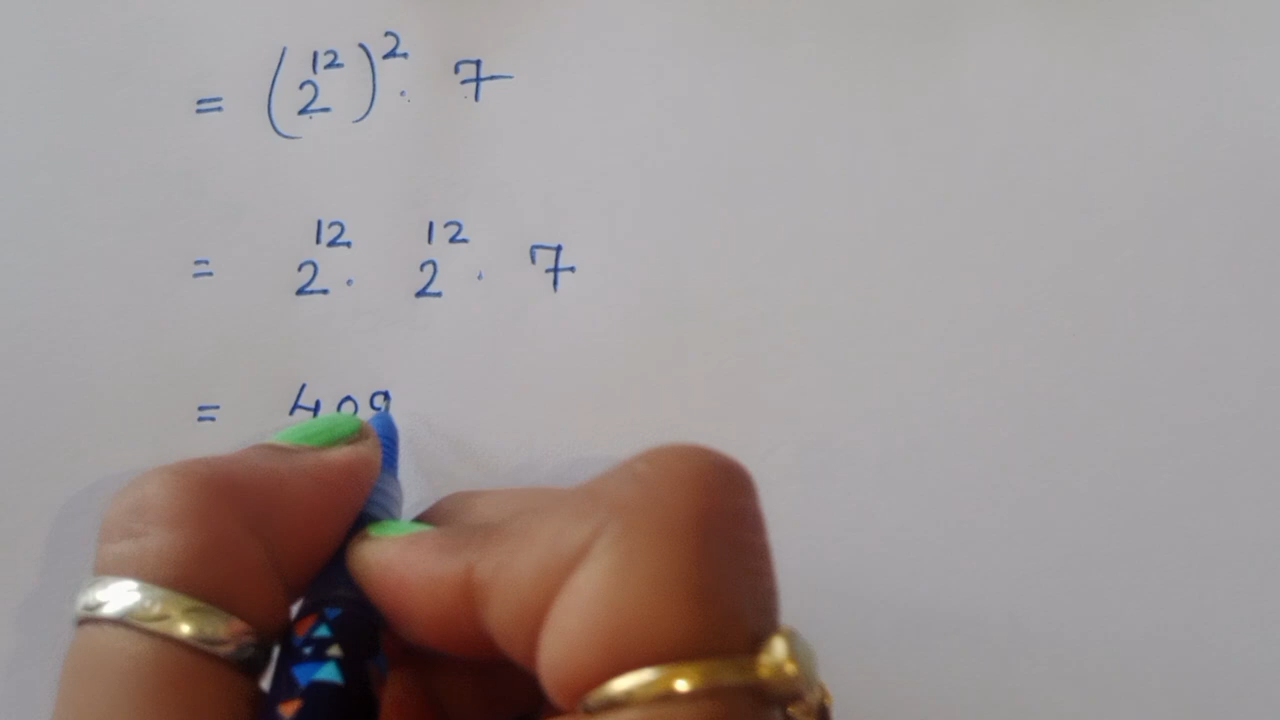 = (2¹²)² . 7
= 2¹² . 2¹² . 7
= 409